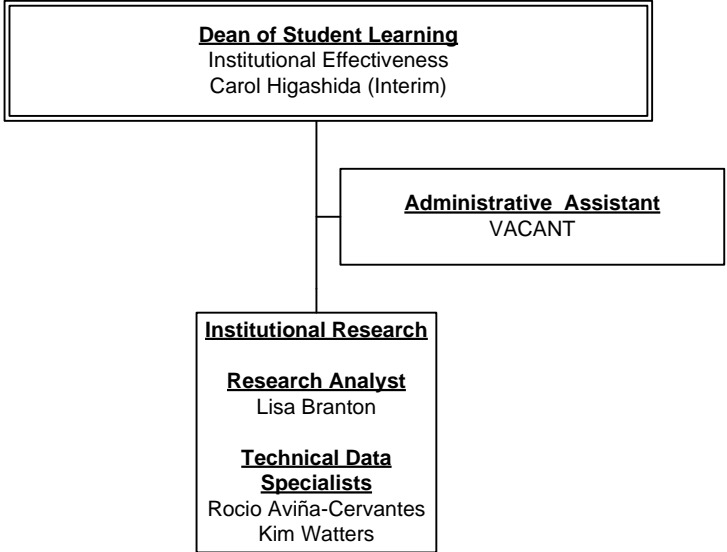 Dean of Student Learning
Institutional Effectiveness
Carol Higashida (Interim)
Administrative Assistant
VACANT
Institutional Research
Research Analyst
Lisa Branton
Technical Data
Specialists
Rocio Aviña-Cervantes
Kim Watters